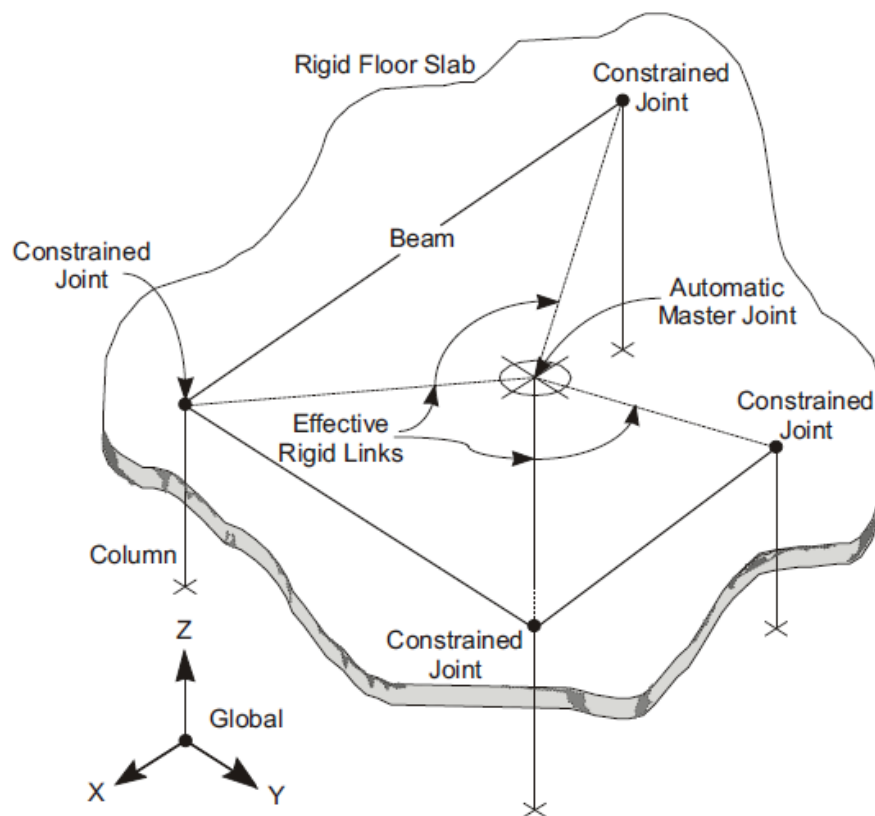 Rigid Floor Slab
Constrained
Joint
Constrained
Joint
Beam
Automatic
Master Joint
Effective
Rigid Links
Constrained
Joint
Column
Constrained
Joint
Z
Global
X
Y